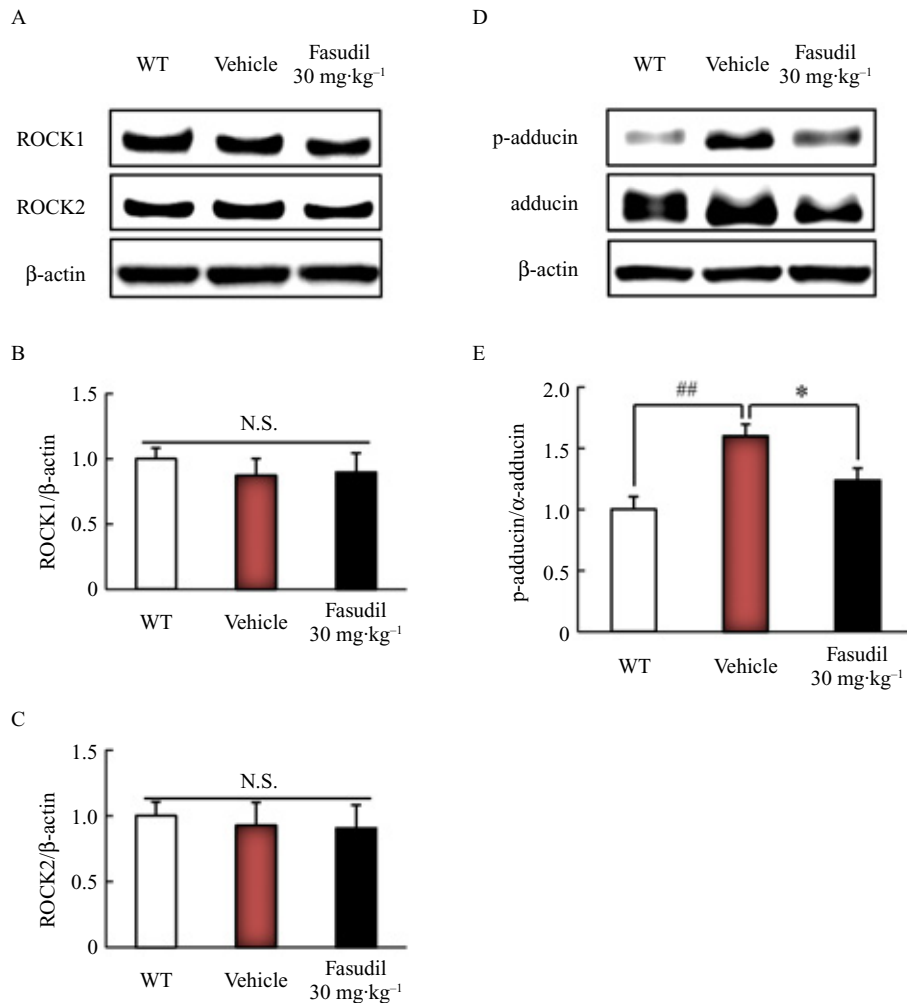 A
WT Vehicle Fasudil
30 mg·kg⁻¹
ROCK1
ROCK2
β-actin
B
1.5
N.S.
1.0
0.5
0
ROCK1/β-actin
WT Vehicle Fasudil
30 mg·kg⁻¹
C
1.5
N.S.
1.0
0.5
0
ROCK2/β-actin
WT Vehicle Fasudil
30 mg·kg⁻¹
D
WT Vehicle Fasudil
30 mg·kg⁻¹
p-adducin
adducin
β-actin
E
2.0
## *
1.5
1.0
0.5
0
p-adducin/α-adducin
WT Vehicle Fasudil
30 mg·kg⁻¹